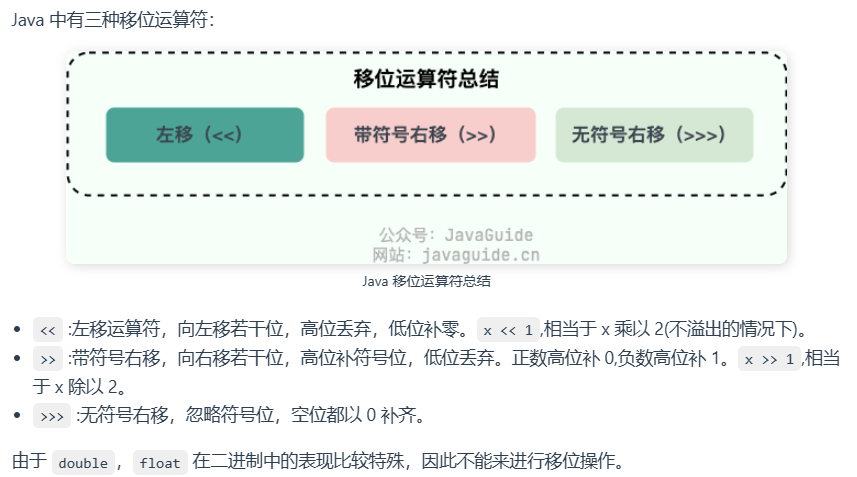 Java 中有三种移位运算符：
移位运算符总结
左移（<<）
带符号右移（>>）
无符号右移（>>>）
公众号：JavaGuide
网站：javaguide.cn
Java 移位运算符总结
• << :左移运算符，向左移若干位，高位丢弃，低位补零。 x << 1 ,相当于 x 乘以 2(不溢出的情况下)。
• >> :带符号右移，向右移若干位，高位补符号位，低位丢弃。正数高位补 0,负数高位补 1。 x >> 1 ,相当
于 x 除以 2。
• >>> :无符号右移，忽略符号位，空位都以 0 补齐。
由于 double ， float 在二进制中的表现比较特殊，因此不能来进行移位操作。